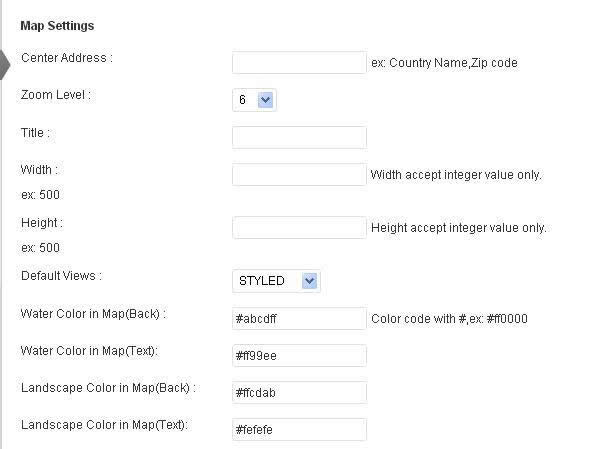 Map Settings
Center Address : ex: Country Name,Zip code
Zoom Level : 6
Title :
Width : Width accept integer value only.
ex: 500
Height : Height accept integer value only.
ex: 500
Default Views : STYLED
Water Color in Map(Back) : #abcdff Color code with #,ex: #ff0000
Water Color in Map(Text): #ff99ee
Landscape Color in Map(Back) : #ffcdab
Landscape Color in Map(Text): #fefefe